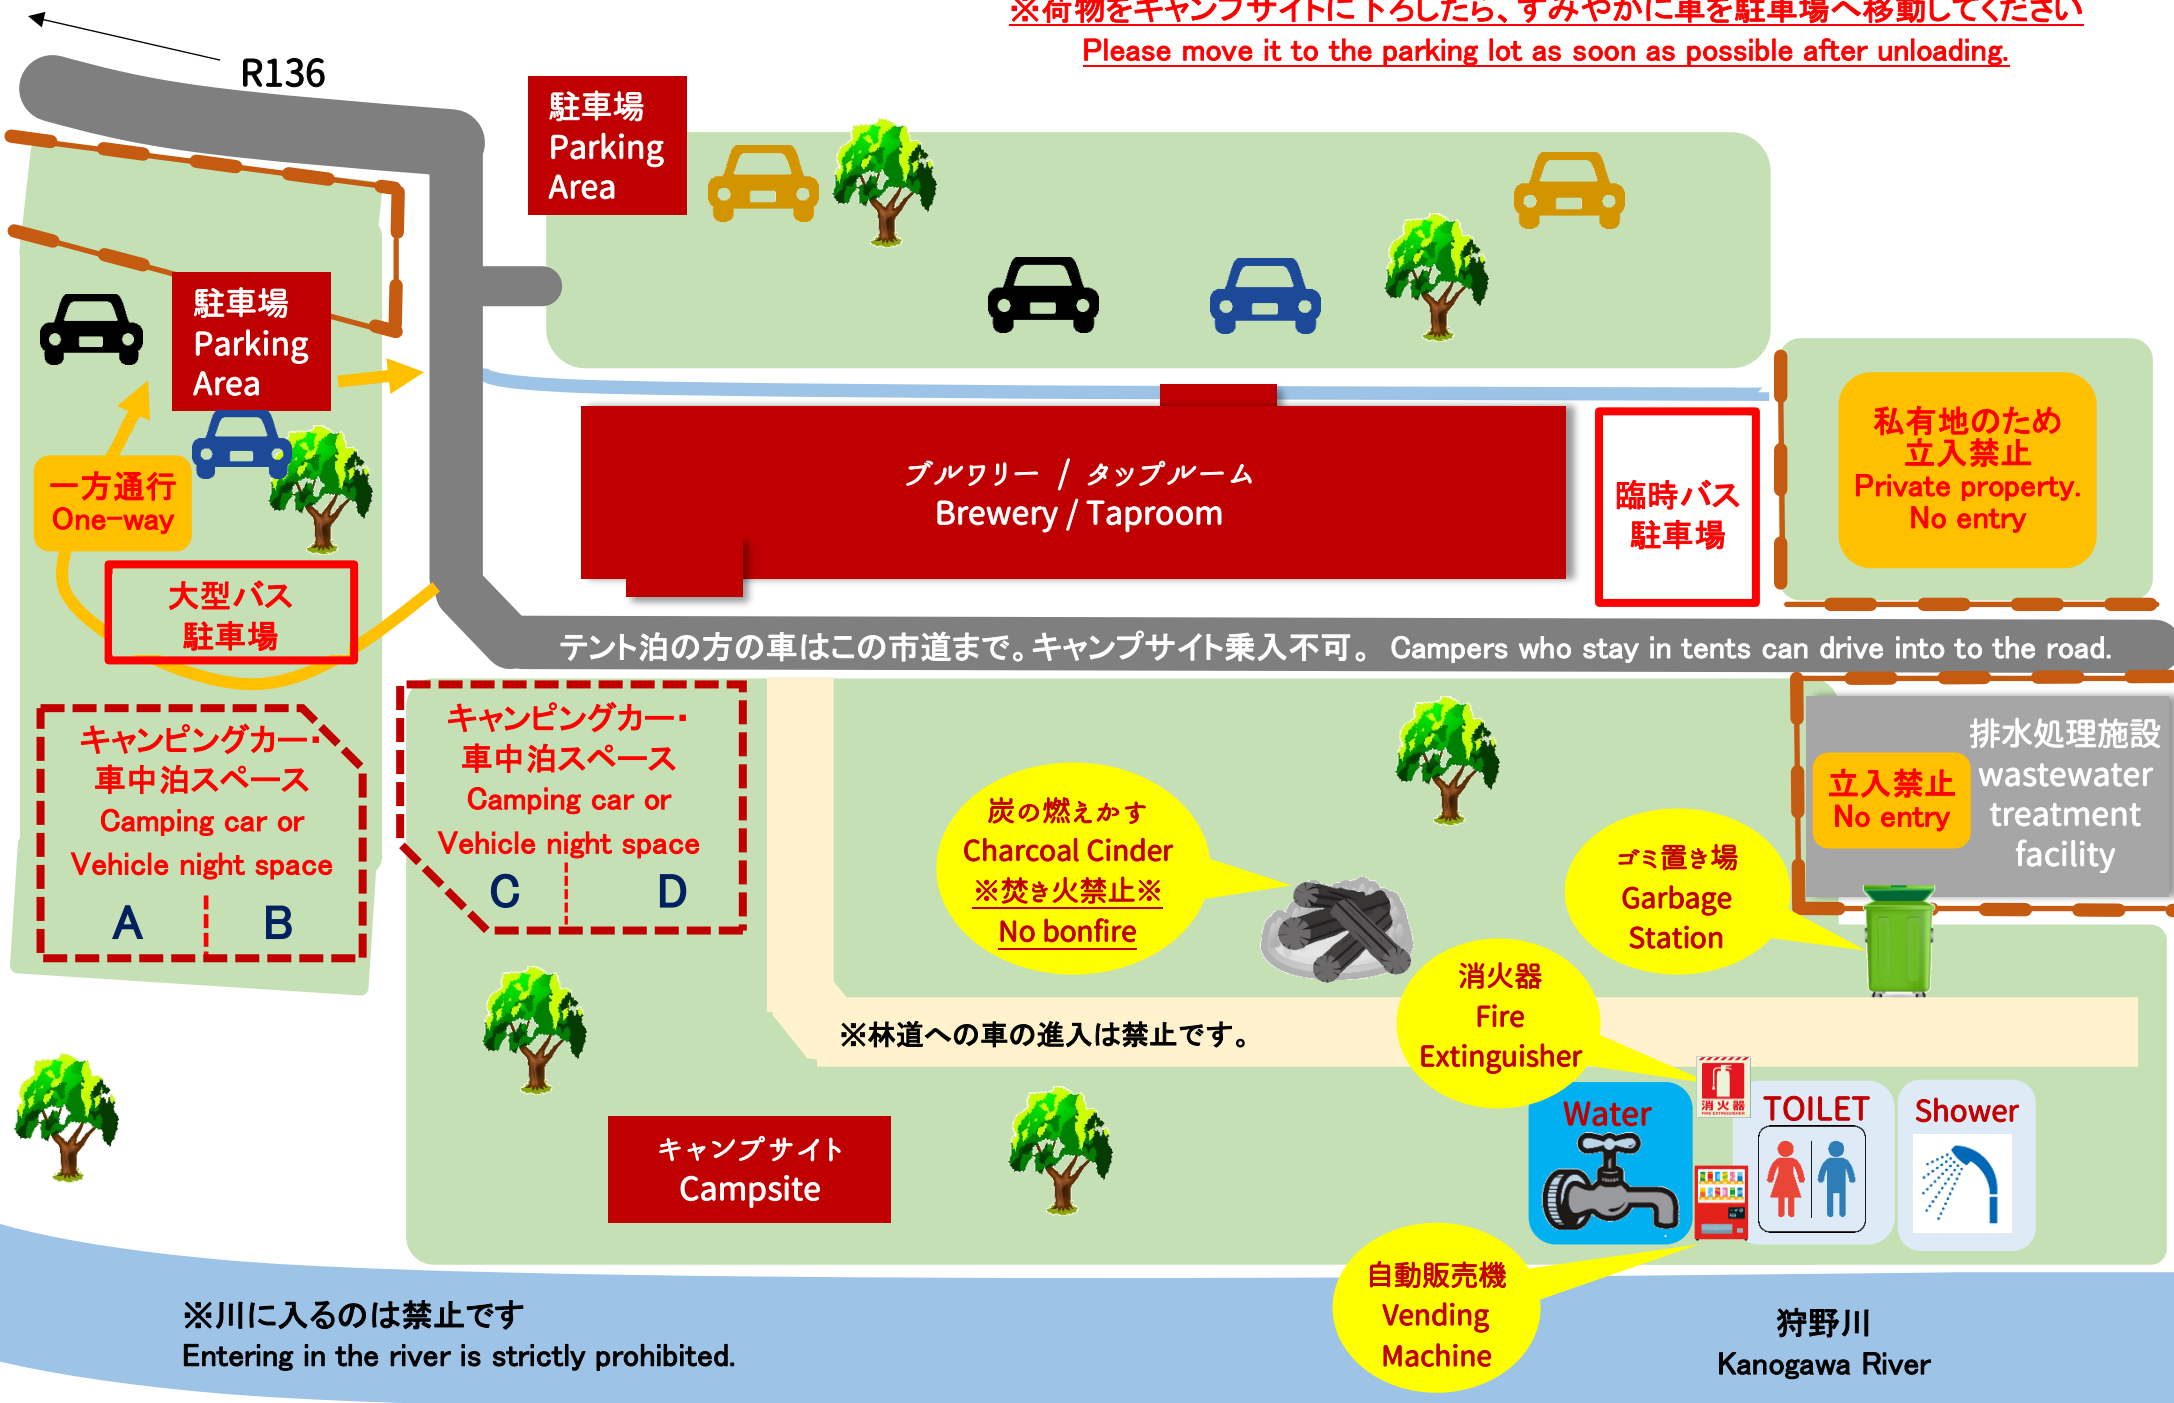 ※荷物をキャンプサイトに下ろしたら、すみやかに車を駐車場へ移動してください
Please move it to the parking lot as soon as possible after unloading.
R136
駐車場
Parking
Area
駐車場
Parking
Area
一方通行
One-way
大型バス
駐車場
ブルワリー / タップルーム
Brewery / Taproom
臨時バス
駐車場
私有地のため
立入禁止
Private property.
No entry
テント泊の方の車はこの市道まで。キャンプサイト乗入不可。 Campers who stay in tents can drive into to the road.
キャンピングカー・
車中泊スペース
Camping car or
Vehicle night space
A
B
キャンピングカー・
車中泊スペース
Camping car or
Vehicle night space
C
D
炭の燃えかす
Charcoal Cinder
※焚き火禁止※
No bonfire
排水処理施設
wastewater
treatment
facility
立入禁止
No entry
ゴミ置き場
Garbage
Station
消火器
Fire
Extinguisher
※林道への車の進入は禁止です。
消火器
FIRE EXTINGUISHER
Water
TOILET
Shower
キャンプサイト
Campsite
自動販売機
Vending
Machine
※川に入るのは禁止です
Entering in the river is strictly prohibited.
狩野川
Kanogawa River